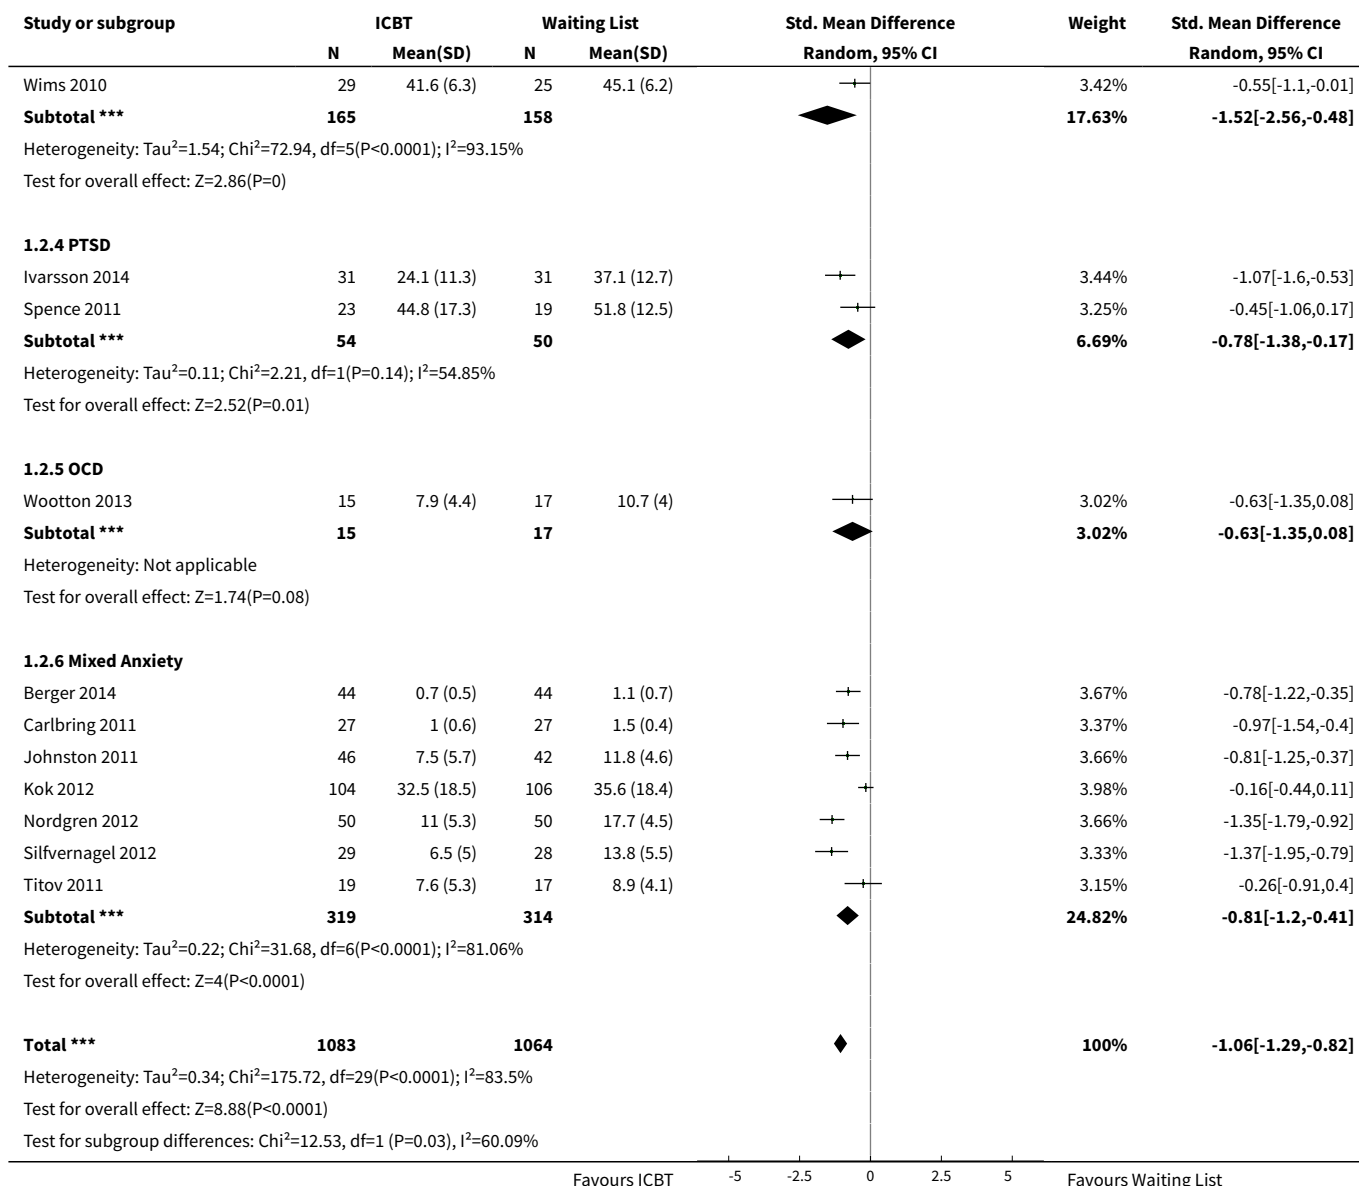 Study or subgroup ICBT Waiting List Std. Mean Difference Weight Std. Mean Difference
N Mean(SD) N Mean(SD) Random, 95% CI Random, 95% CI
Wims 2010 29 41.6 (6.3) 25 45.1 (6.2) 3.42% -0.55[-1.1,-0.01]
Subtotal *** 165 158 17.63% -1.52[-2.56,-0.48]
Heterogeneity: Tau²=1.54; Chi²=72.94, df=5(P<0.0001); I²=93.15%
Test for overall effect: Z=2.86(P=0)
1.2.4 PTSD
Ivarsson 2014 31 24.1 (11.3) 31 37.1 (12.7) 3.44% -1.07[-1.6,-0.53]
Spence 2011 23 44.8 (17.3) 19 51.8 (12.5) 3.25% -0.45[-1.06,0.17]
Subtotal *** 54 50 6.69% -0.78[-1.38,-0.17]
Heterogeneity: Tau²=0.11; Chi²=2.21, df=1(P=0.14); I²=54.85%
Test for overall effect: Z=2.52(P=0.01)
1.2.5 OCD
Wootton 2013 15 7.9 (4.4) 17 10.7 (4) 3.02% -0.63[-1.35,0.08]
Subtotal *** 15 17 3.02% -0.63[-1.35,0.08]
Heterogeneity: Not applicable
Test for overall effect: Z=1.74(P=0.08)
1.2.6 Mixed Anxiety
Berger 2014 44 0.7 (0.5) 44 1.1 (0.7) 3.67% -0.78[-1.22,-0.35]
Carlbring 2011 27 1 (0.6) 27 1.5 (0.4) 3.37% -0.97[-1.54,-0.4]
Johnston 2011 46 7.5 (5.7) 42 11.8 (4.6) 3.66% -0.81[-1.25,-0.37]
Kok 2012 104 32.5 (18.5) 106 35.6 (18.4) 3.98% -0.16[-0.44,0.11]
Nordgren 2012 50 11 (5.3) 50 17.7 (4.5) 3.66% -1.35[-1.79,-0.92]
Silfvernagel 2012 29 6.5 (5) 28 13.8 (5.5) 3.33% -1.37[-1.95,-0.79]
Titov 2011 19 7.6 (5.3) 17 8.9 (4.1) 3.15% -0.26[-0.91,0.4]
Subtotal *** 319 314 24.82% -0.81[-1.2,-0.41]
Heterogeneity: Tau²=0.22; Chi²=31.68, df=6(P<0.0001); I²=81.06%
Test for overall effect: Z=4(P<0.0001)
Total *** 1083 1064 100% -1.06[-1.29,-0.82]
Heterogeneity: Tau²=0.34; Chi²=175.72, df=29(P<0.0001); I²=83.5%
Test for overall effect: Z=8.88(P<0.0001)
Test for subgroup differences: Chi²=12.53, df=1 (P=0.03), I²=60.09%
Favours ICBT -5 -2.5 0 2.5 5 Favours Waiting List